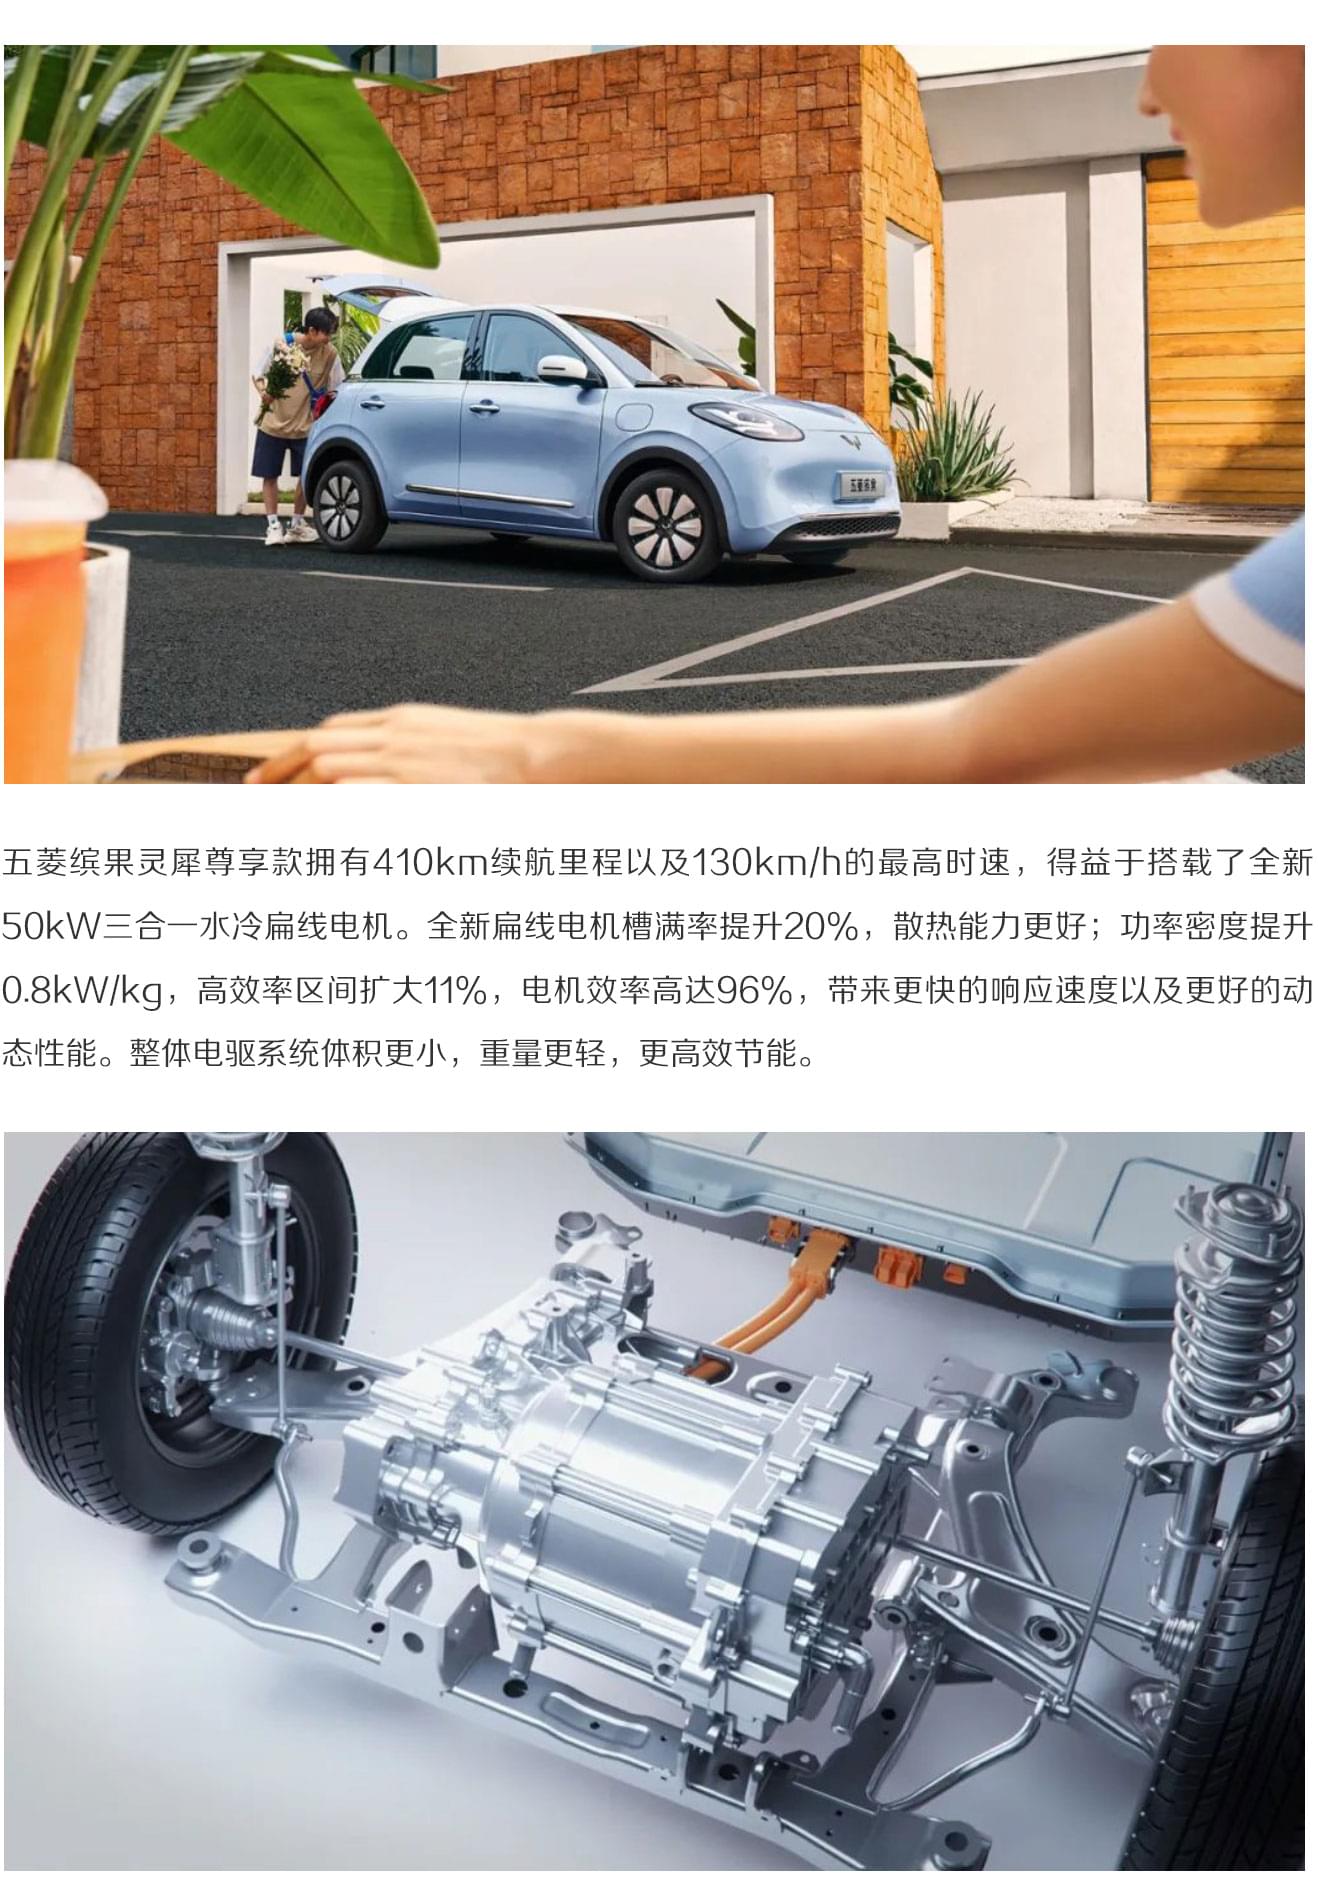 五菱缤果
五菱缤果灵犀尊享款拥有410km续航里程以及130km/h的最高时速，得益于搭载了全新
50kW三合一水冷扁线电机。全新扁线电机槽满率提升20%，散热能力更好；功率密度提升
0.8kW/kg，高效率区间扩大11%，电机效率高达96%，带来更快的响应速度以及更好的动
态性能。整体电驱系统体积更小，重量更轻，更高效节能。